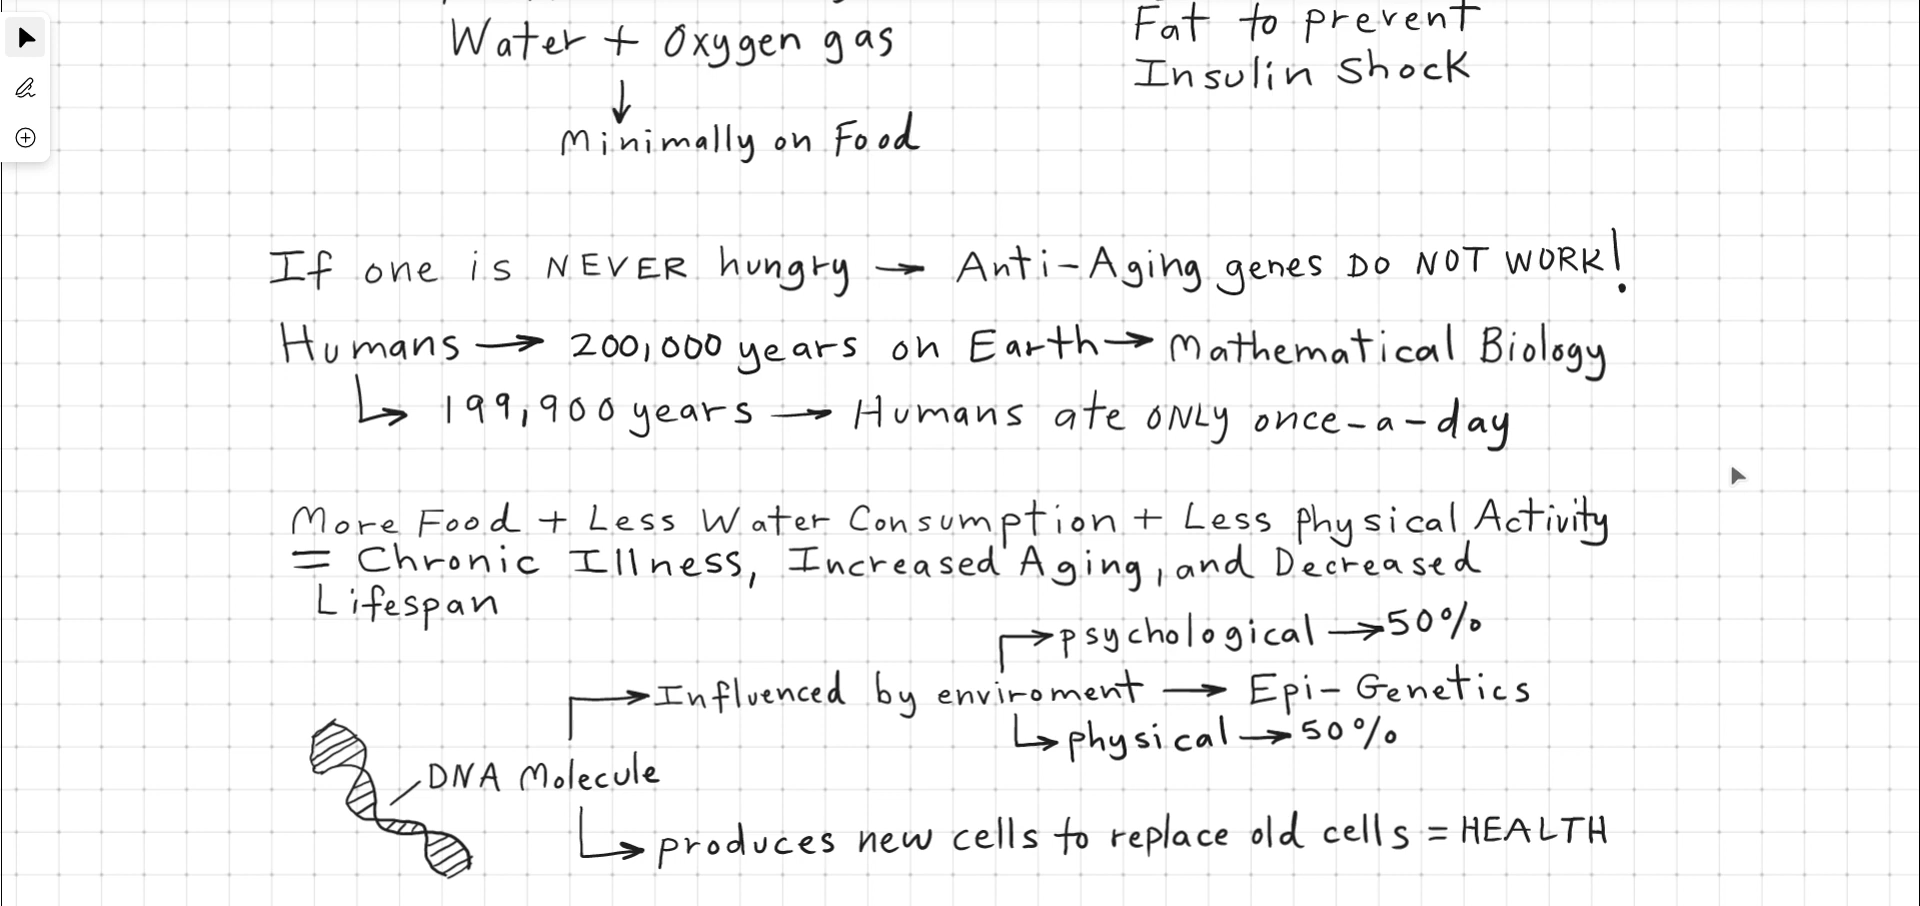 Water + Oxygen gas
↓
Minimally on Food
Fat to prevent
Insulin Shock
If one is NEVER hungry → Anti-Aging genes DO NOT WORK!
Humans → 200,000 years on Earth → Mathematical Biology
↳ 199,900 years → Humans ate ONLY once-a-day
More Food + Less Water Consumption + Less Physical Activity
= Chronic Illness, Increased Aging, and Decreased
Lifespan
psychological → 50%
Influenced by enviroment → Epi-Genetics
physical → 50%
DNA Molecule
produces new cells to replace old cells = HEALTH